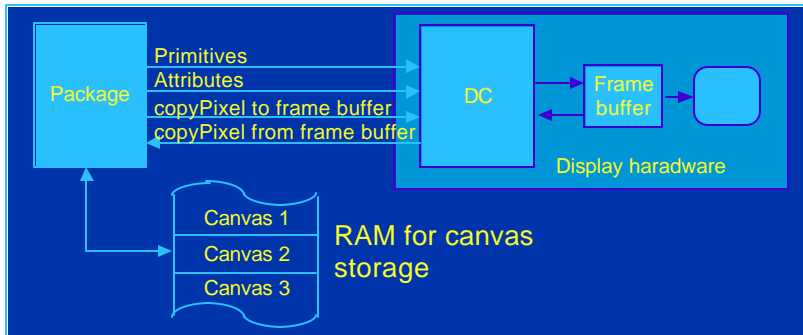 Primitives
Attributes
copyPixel to frame buffer
copyPixel from frame buffer
Package
DC
Frame
buffer
Display haradware
Canvas 1
Canvas 2
Canvas 3
RAM for canvas
storage